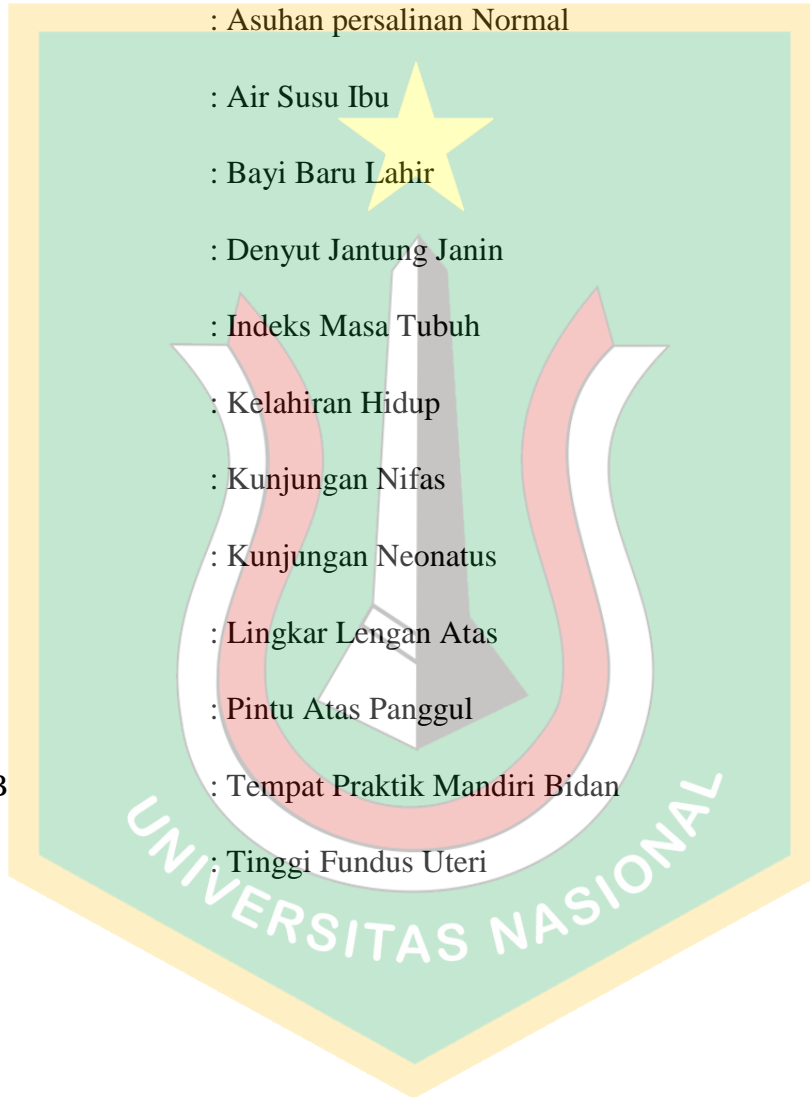 : Asuhan persalinan Normal
: Air Susu Ibu
: Bayi Baru Lahir
: Denyut Jantung Janin
: Indeks Masa Tubuh
: Kelahiran Hidup
: Kunjungan Nifas
: Kunjungan Neonatus
: Lingkar Lengan Atas
: Pintu Atas Panggul
: Tempat Praktik Mandiri Bidan
: Tinggi Fundus Uteri
UNIVERSITAS NASIONAL